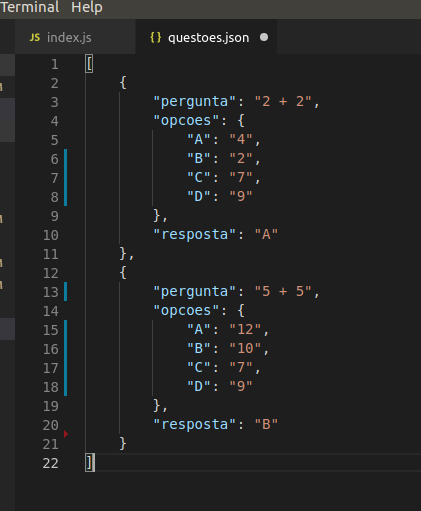 Terminal Help
JS index.js {} questoes.json
1 [
2 {
3 "pergunta": "2 + 2",
4 "opcoes": {
5 "A": "4",
6 "B": "2",
7 "C": "7",
8 "D": "9"
9 },
10 "resposta": "A"
11 },
12 {
13 "pergunta": "5 + 5",
14 "opcoes": {
15 "A": "12",
16 "B": "10",
17 "C": "7",
18 "D": "9"
19 },
20 "resposta": "B"
21 }
22 ]